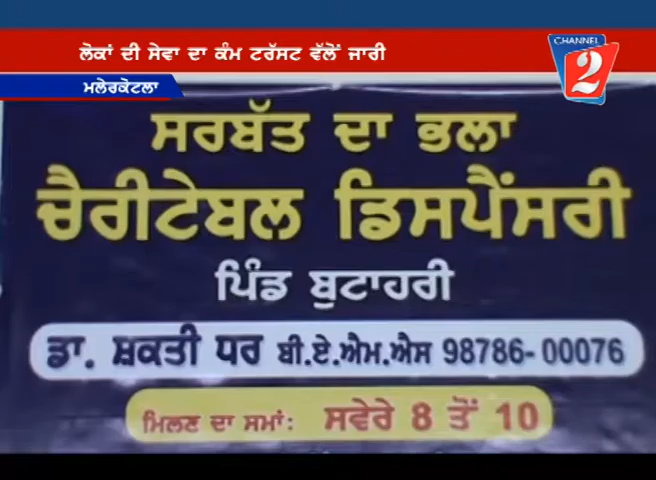 ਲੋਕਾਂ ਦੀ ਸੇਵਾ ਦਾ ਕੰਮ ਟਰੱਸਟ ਵੱਲੋਂ ਜਾਰੀ
CHANNEL
2
ਮਲੇਰਕੋਟਲਾ
ਸਰਬੱਤ ਦਾ ਭਲਾ
ਚੈਰੀਟੇਬਲ ਡਿਸਪੈਂਸਰੀ
ਪਿੰਡ ਬੁਟਾਹਰੀ
ਡਾ. ਸ਼ਕਤੀ ਧਰ ਬੀ.ਏ.ਐਮ.ਐਸ 98786-00076
ਮਿਲਣ ਦਾ ਸਮਾਂ: ਸਵੇਰੇ 8 ਤੋਂ 10